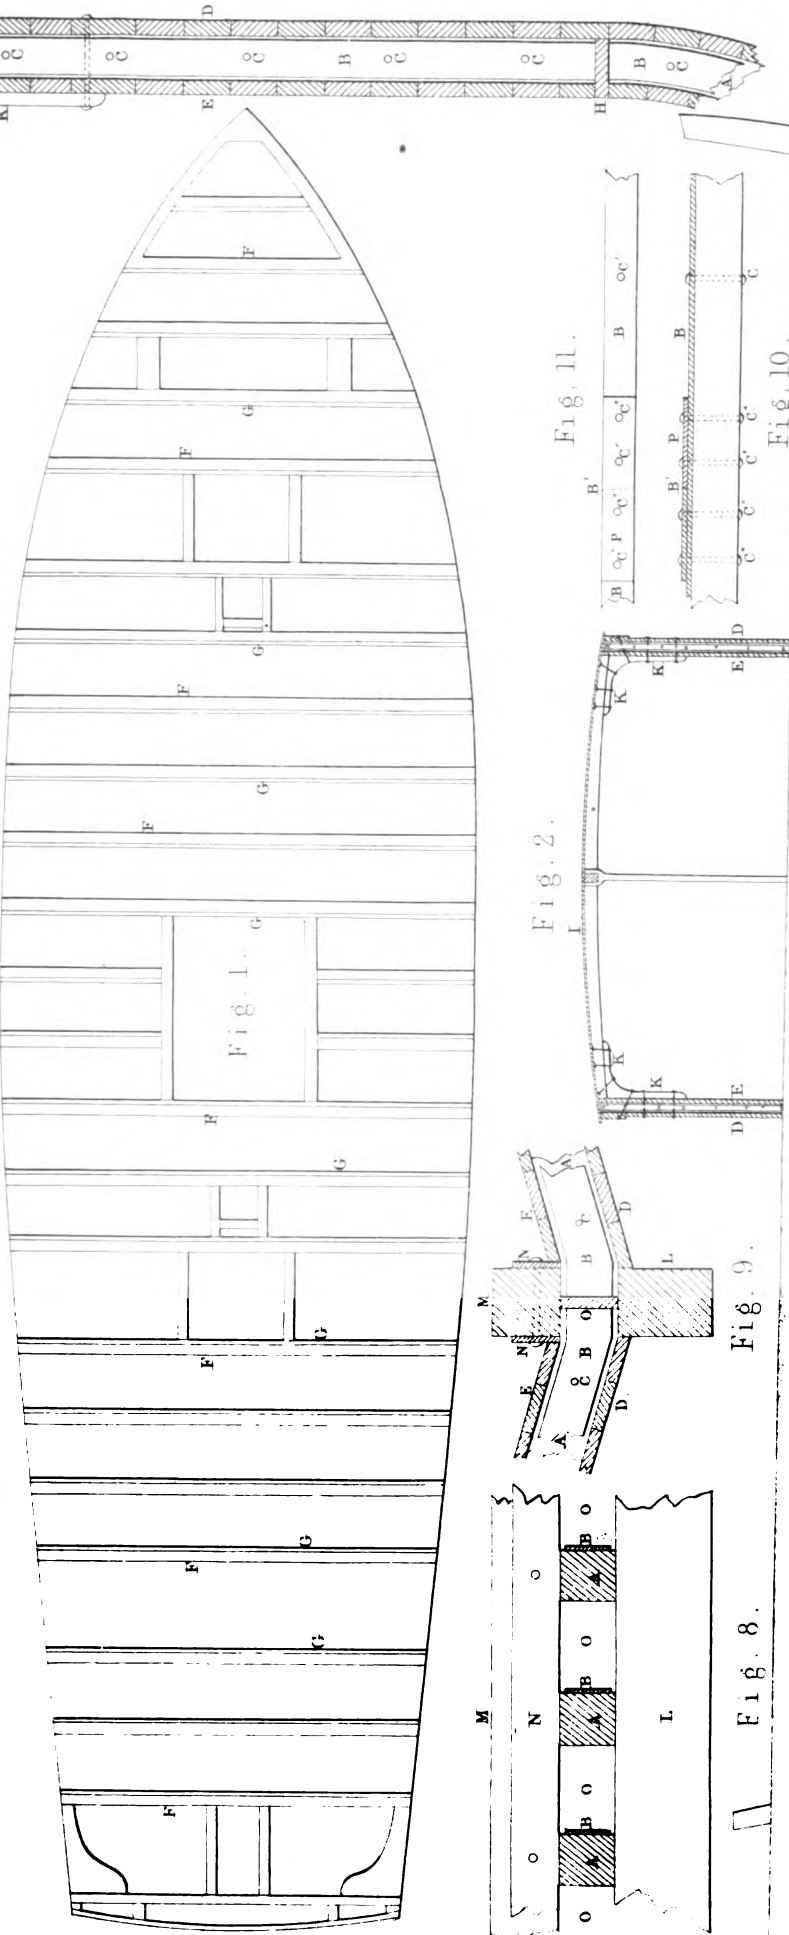 D
C C C B C C B C A
K E H E
F
G
F
G
F
G
F
G
Fig. 1.
F
G
G
F
G
F
G
F
Fig. 11.
B' B C'
B C' P C' C' C'
Fig. 10.
B C
B' P
C' C' C' C'
Fig. 2.
I
K K E D
K K E D
Fig. 9.
M N N
E A C B B O C A E
D L D
Fig. 8.
M
N
O B A O B A O B A O
L